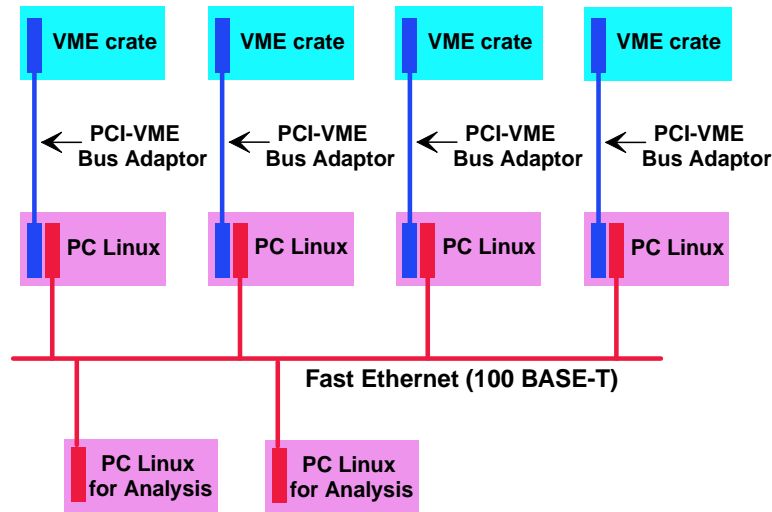 VME crate
VME crate
VME crate
VME crate
PCI-VME
Bus Adaptor
PCI-VME
Bus Adaptor
PCI-VME
Bus Adaptor
PCI-VME
Bus Adaptor
PC Linux
PC Linux
PC Linux
PC Linux
Fast Ethernet (100 BASE-T)
PC Linux
for Analysis
PC Linux
for Analysis